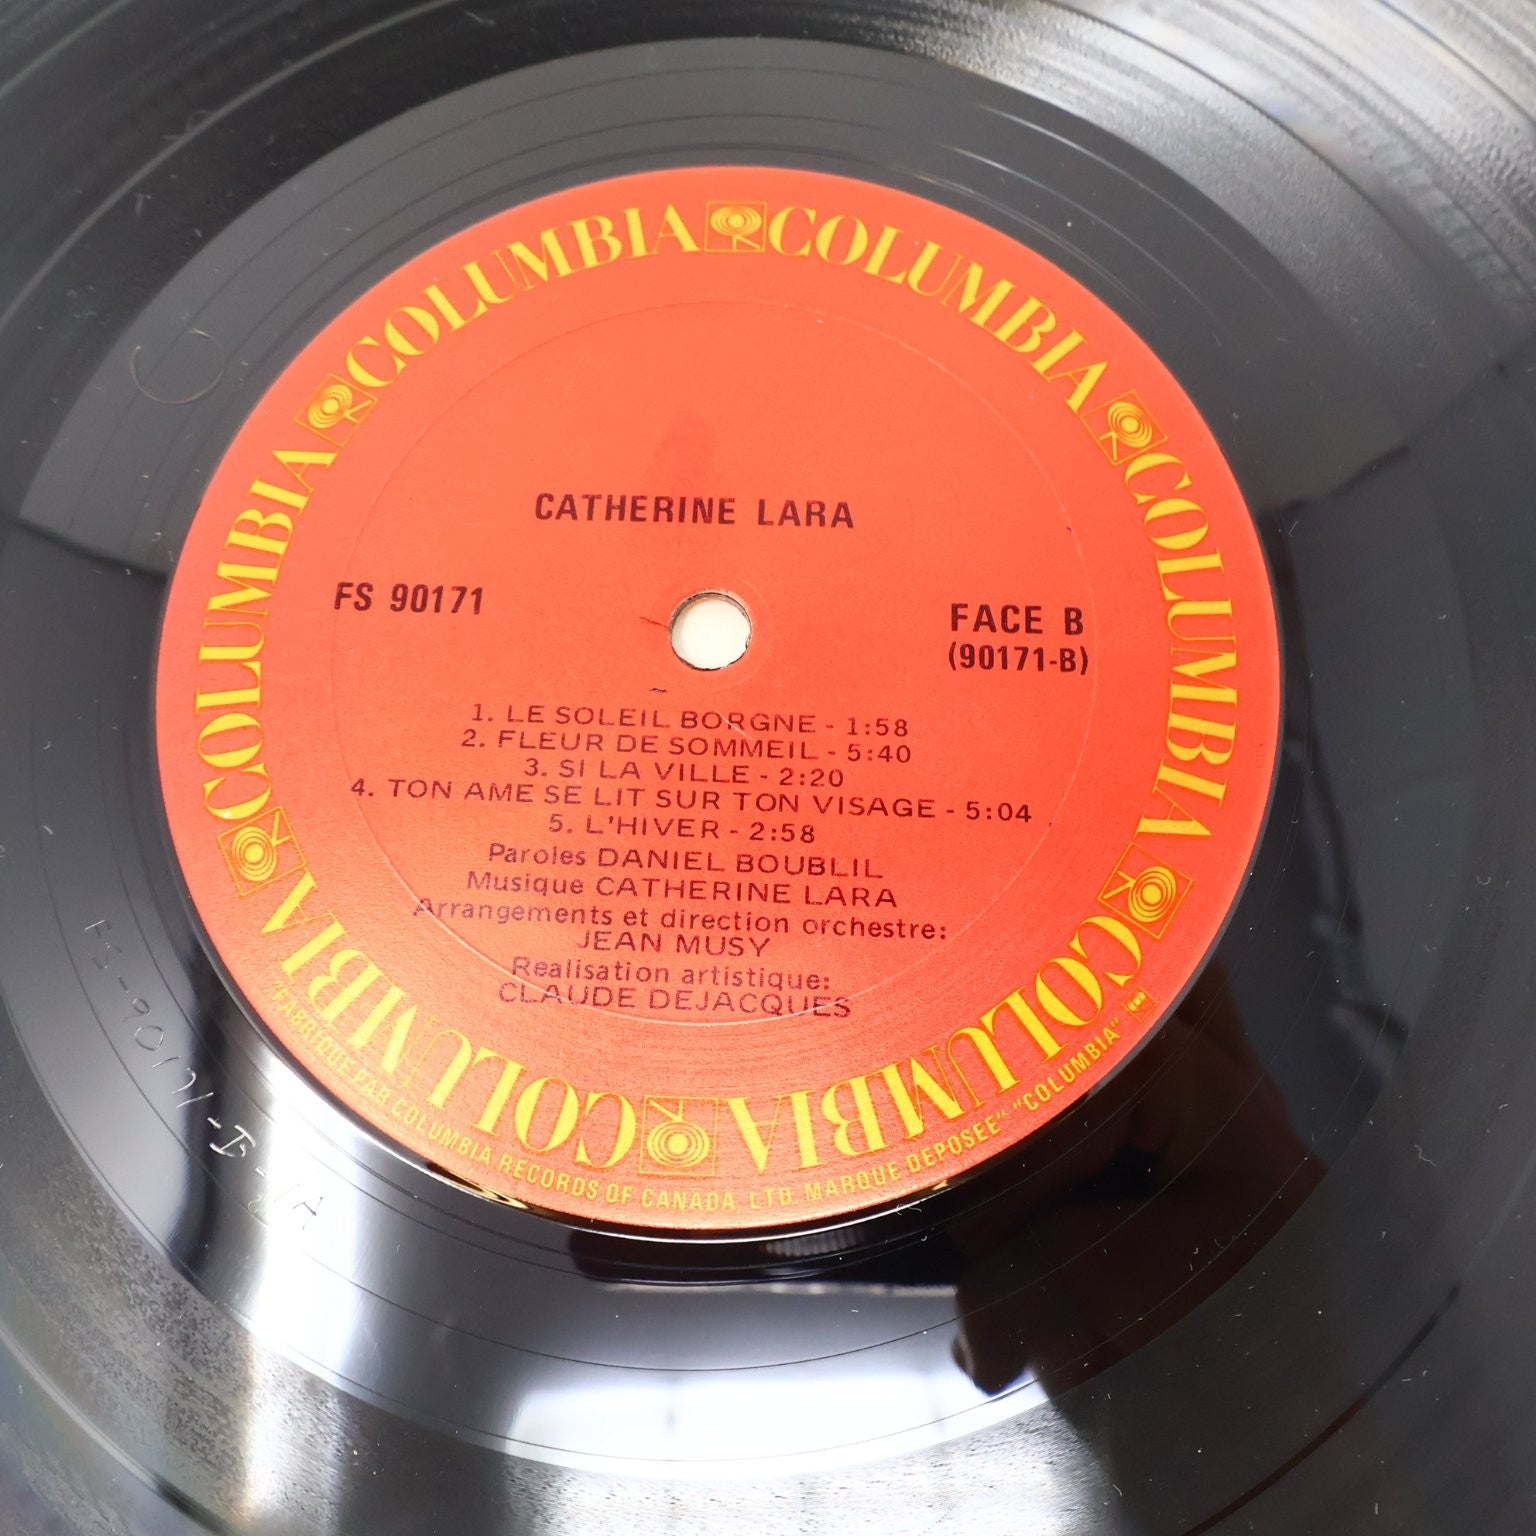 COLUMBIA COLUMBIA COLUMBIA COLUMBIA COLUMBIA COLUMBIA
CATHERINE LARA
FS 90171
FACE B
(90171-B)
1. LE SOLEIL BORGNE - 1:58
2. FLEUR DE SOMMEIL - 5:40
3. SI LA VILLE - 2:20
4. TON AME SE LIT SUR TON VISAGE - 5:04
5. L'HIVER - 2:58
Paroles DANIEL BOUBLIL
Musique CATHERINE LARA
Arrangements et direction orchestre:
JEAN MUSY
Realisation artistique:
CLAUDE DEJACQUES
"FABRIQUE PAR COLUMBIA RECORDS OF CANADA, LTD. MARQUE DEPOSEE" "COLUMBIA"
FS-90171-B-1A